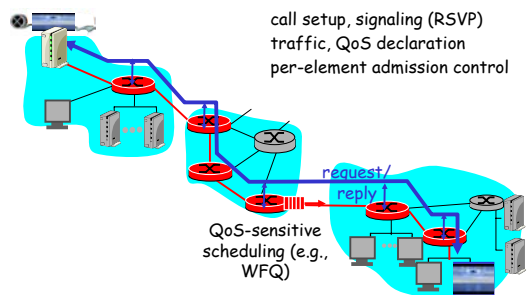 call setup, signaling (RSVP)
traffic, QoS declaration
per-element admission control
request/
reply
QoS-sensitive
scheduling (e.g.,
WFQ)